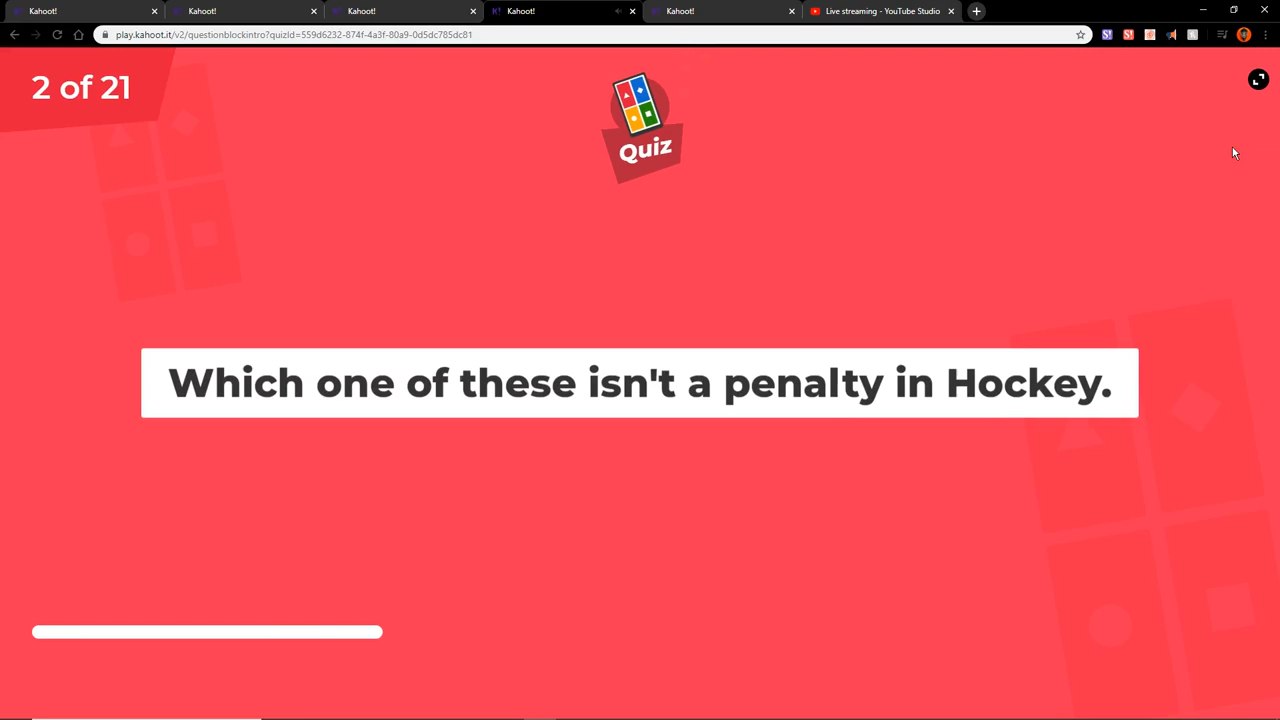 Kahoot!
Kahoot!
Kahoot!
Kahoot!
Kahoot!
Live streaming - YouTube Studio
play.kahoot.it/v2/questionblockintro?quizId=559d6232-874f-4a3f-80a9-0d5dc785dc81
2 of 21
Quiz
Which one of these isn't a penalty in Hockey.